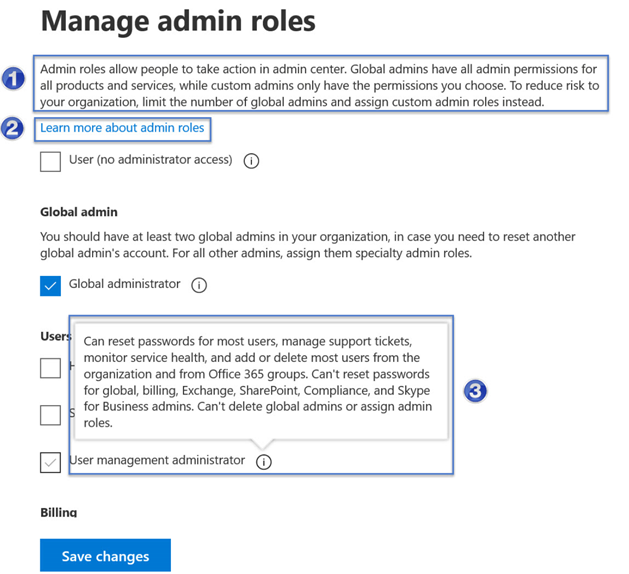 Manage admin roles
1
Admin roles allow people to take action in admin center. Global admins have all admin permissions for
all products and services, while custom admins only have the permissions you choose. To reduce risk to
your organization, limit the number of global admins and assign custom admin roles instead.
2
Learn more about admin roles
User (no administrator access)
Global admin
You should have at least two global admins in your organization, in case you need to reset another
global admin's account. For all other admins, assign them specialty admin roles.
Global administrator
Users
Can reset passwords for most users, manage support tickets,
monitor service health, and add or delete most users from the
organization and from Office 365 groups. Can't reset passwords
for global, billing, Exchange, SharePoint, Compliance, and Skype
for Business admins. Can't delete global admins or assign admin
roles.
3
User management administrator
Billing
Save changes